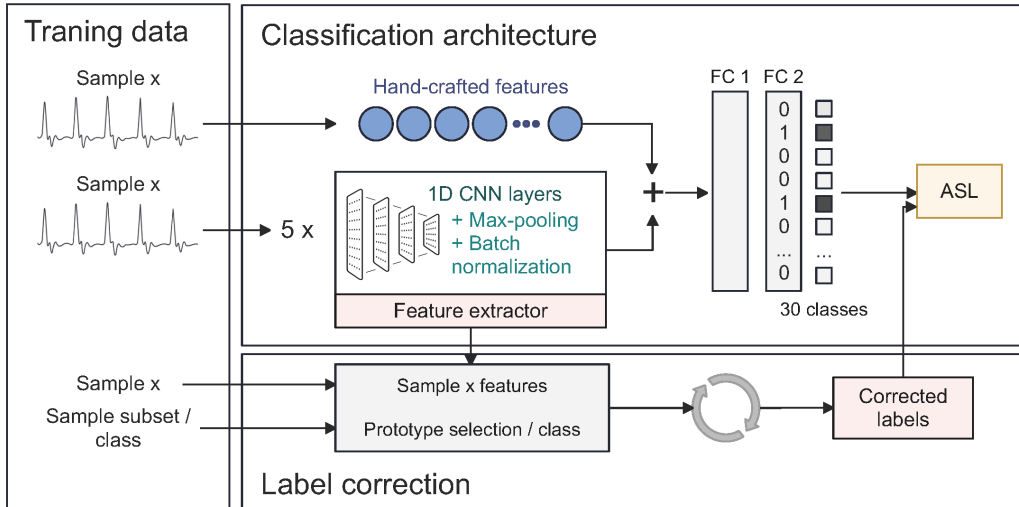 Traning data
Sample x
Sample x
Sample x
Sample subset /
class
Classification architecture
Hand-crafted features
5 x
1D CNN layers
+ Max-pooling
+ Batch
normalization
Feature extractor
+
FC 1
FC 2
0
1
0
0
1
0
...
0
...
30 classes
ASL
Sample x features
Prototype selection / class
Corrected
labels
Label correction